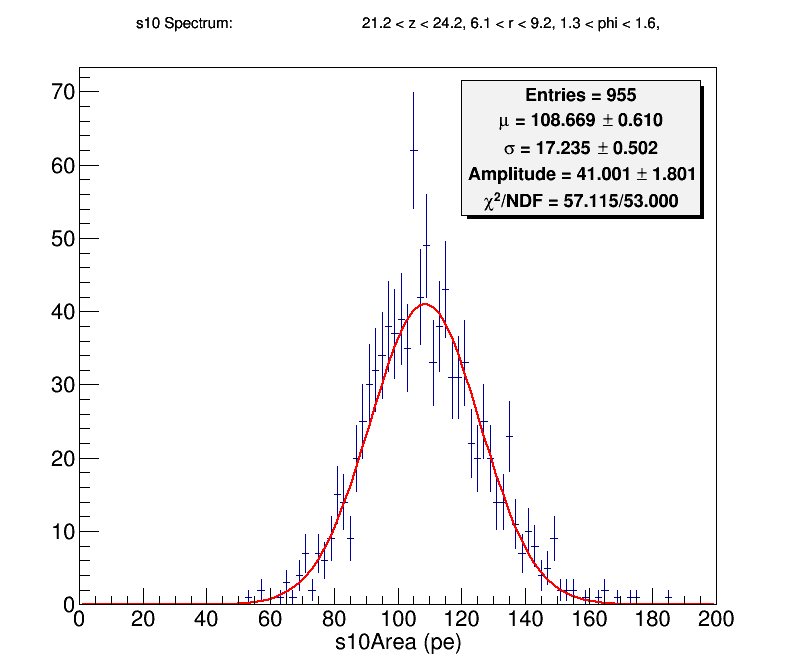 s10 Spectrum: 21.2 < z < 24.2, 6.1 < r < 9.2, 1.3 < phi < 1.6,
Entries = 955
μ = 108.669 ± 0.610
σ = 17.235 ± 0.502
Amplitude = 41.001 ± 1.801
χ²/NDF = 57.115/53.000
70
60
50
40
30
20
10
0
0 20 40 60 80 100 120 140 160 180 200
s10Area (pe)